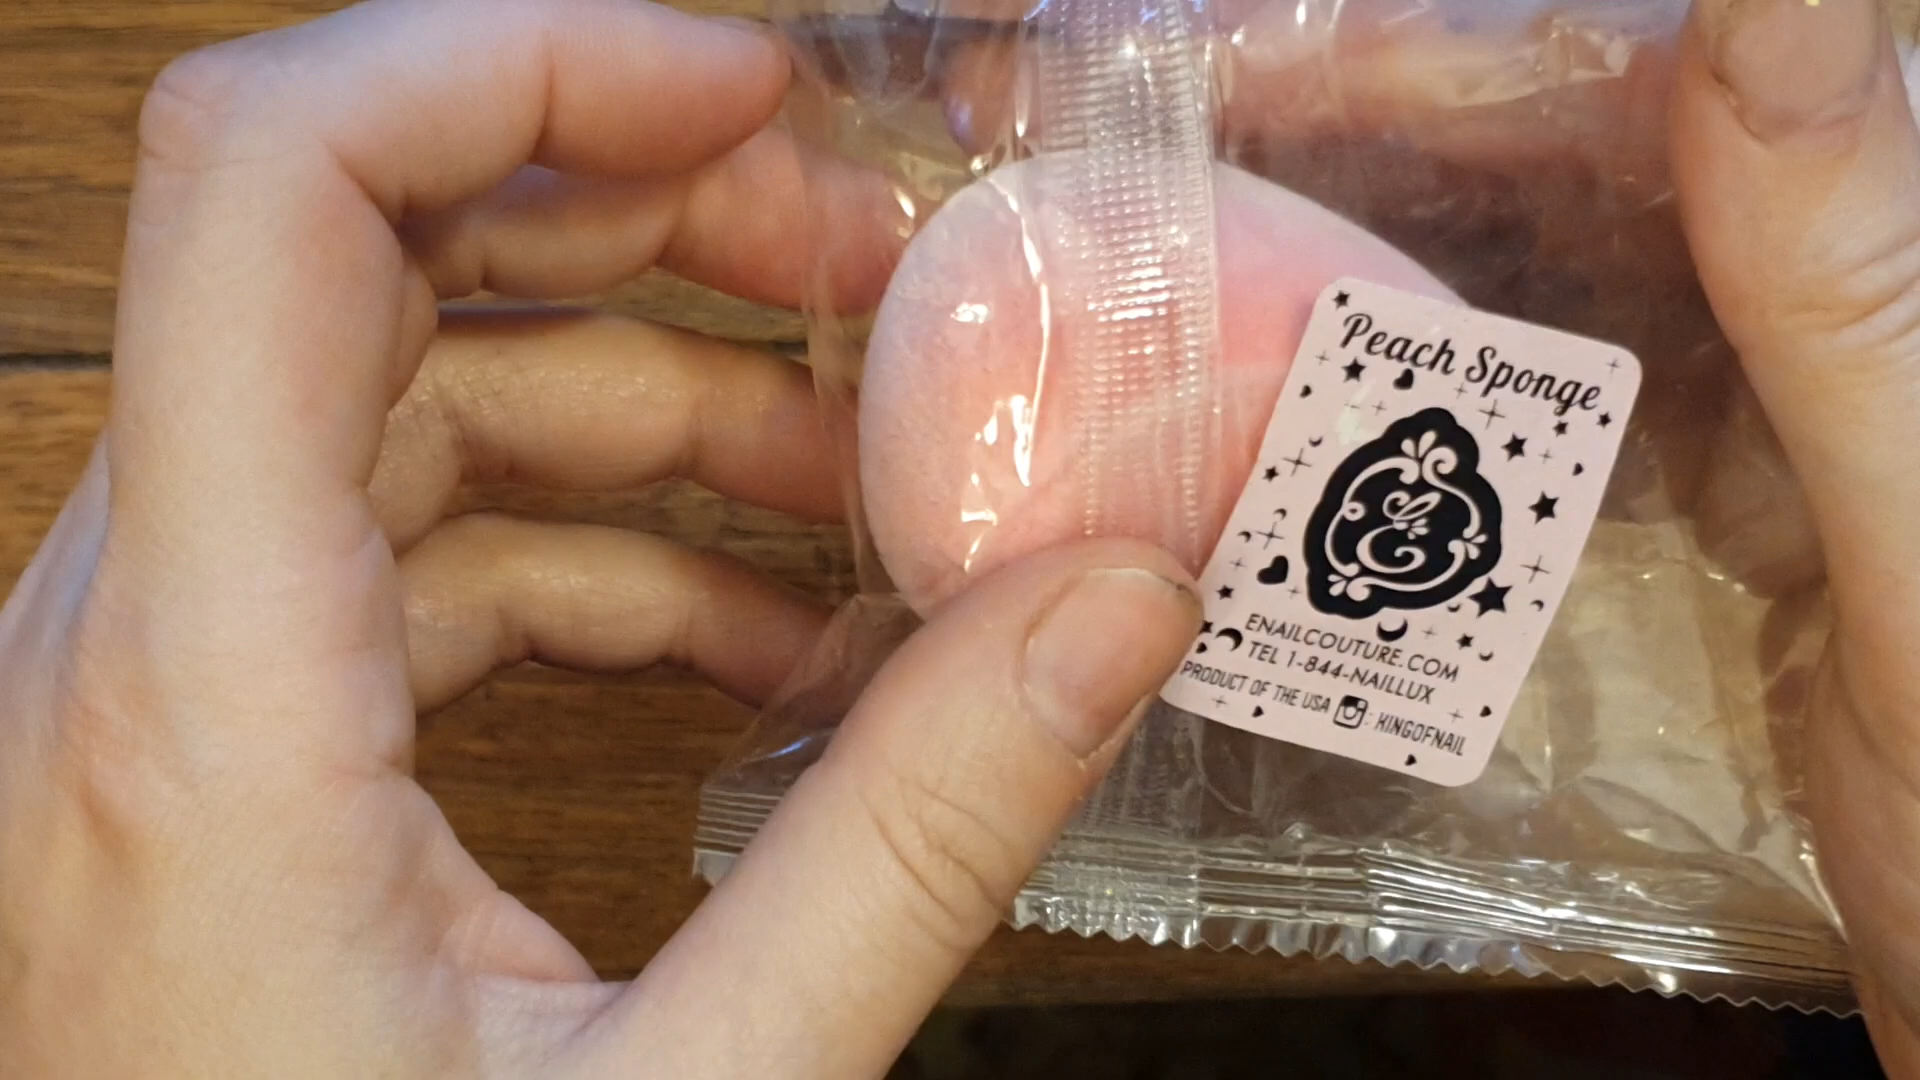 Peach Sponge
E
ENAILCOUTURE.COM
TEL 1-844-NAILLUX
PRODUCT OF THE USA : KINGOFNAIL